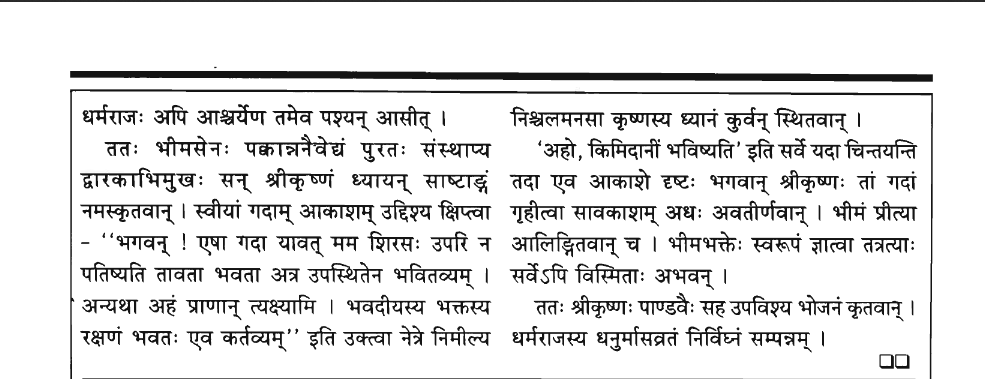 धर्मराजः अपि आश्चर्येण तमेव पश्यन् आसीत् ।
ततः भीमसेनः पक्वान्ननैवेद्यं पुरतः संस्थाप्य
द्वारकाभिमुखः सन् श्रीकृष्णं ध्यायन् साष्टाङ्गं
नमस्कृतवान् । स्वीयां गदाम् आकाशम् उद्दिश्य क्षिप्त्वा
– ‘‘भगवन् ! एषा गदा यावत् मम शिरसः उपरि न
पतिष्यति तावता भवता अत्र उपस्थितेन भवितव्यम् ।
अन्यथा अहं प्राणान् त्यक्ष्यामि । भवदीयस्य भक्तस्य
रक्षणं भवतः एव कर्तव्यम्’’ इति उक्त्वा नेत्रे निमील्य
निश्चलमनसा कृष्णस्य ध्यानं कुर्वन् स्थितवान् ।
‘अहो, किमिदानीं भविष्यति’ इति सर्वे यदा चिन्तयन्ति
तदा एव आकाशे दृष्टः भगवान् श्रीकृष्णः तां गदां
गृहीत्वा सावकाशम् अधः अवतीर्णवान् । भीमं प्रीत्या
आलिङ्गितवान् च । भीमभक्तेः स्वरूपं ज्ञात्वा तत्रत्याः
सर्वेऽपि विस्मिताः अभवन् ।
ततः श्रीकृष्णः पाण्डवैः सह उपविश्य भोजनं कृतवान् ।
धर्मराजस्य धनुर्मासव्रतं निर्विघ्नं सम्पन्नम् ।